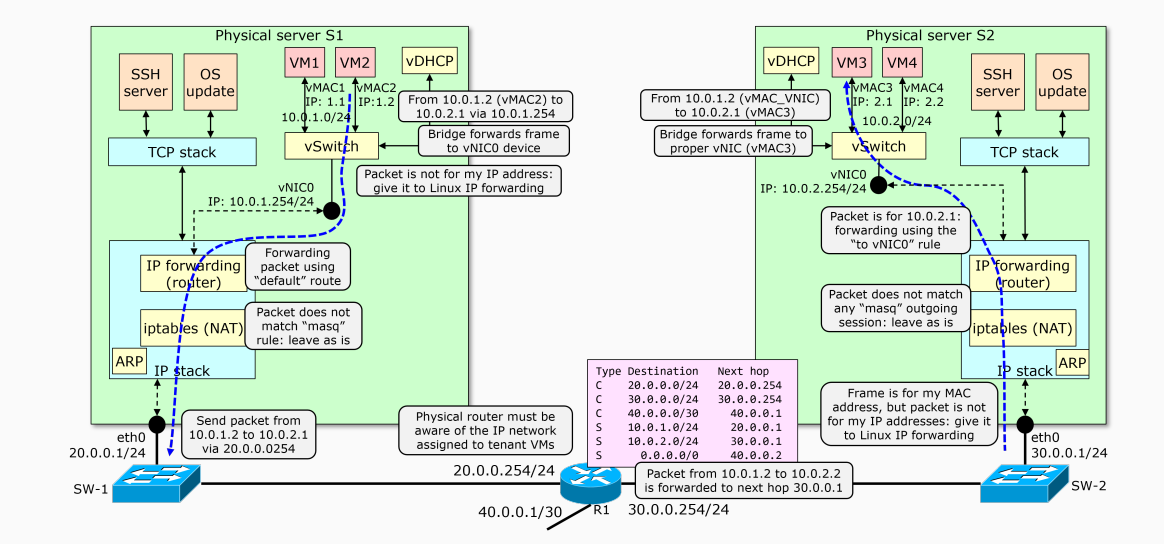 Physical server S1
SSH
server
OS
update
VM1
VM2
vDHCP
vMAC1
IP: 1.1
vMAC2
IP:1.2
10.0.1.0/24
From 10.0.1.2 (vMAC2) to
10.0.2.1 via 10.0.1.254
TCP stack
vSwitch
Bridge forwards frame
to vNIC0 device
vNIC0
IP: 10.0.1.254/24
Packet is not for my IP address:
give it to Linux IP forwarding
IP forwarding
(router)
Forwarding
packet using
“default” route
iptables (NAT)
Packet does not
match “masq”
rule: leave as is
ARP
IP stack
eth0
20.0.0.1/24
Send packet from
10.0.1.2 to 10.0.2.1
via 20.0.0.0254
SW-1
Physical server S2
vDHCP
VM3
VM4
SSH
server
OS
update
vMAC3
IP: 2.1
vMAC4
IP: 2.2
10.0.2.0/24
From 10.0.1.2 (vMAC_VNIC)
to 10.0.2.1 (vMAC3)
Bridge forwards frame to
proper vNIC (vMAC3)
vSwitch
TCP stack
vNIC0
IP: 10.0.2.254/24
Packet is for 10.0.2.1:
forwarding using the
“to vNIC0” rule
IP forwarding
(router)
Packet does not match
any “masq” outgoing
session: leave as is
iptables (NAT)
ARP
IP stack
Frame is for my MAC
address, but packet is not
for my IP addresses: give it
to Linux IP forwarding
eth0
30.0.0.1/24
SW-2
Physical router must be
aware of the IP network
assigned to tenant VMs
Type Destination Next hop
C 20.0.0.0/24 20.0.0.254
C 30.0.0.0/24 30.0.0.254
C 40.0.0.0/30 40.0.0.1
S 10.0.1.0/24 20.0.0.1
S 10.0.2.0/24 30.0.0.1
S 0.0.0.0/0 40.0.0.2
20.0.0.254/24
Packet from 10.0.1.2 to 10.0.2.2
is forwarded to next hop 30.0.0.1
R1
40.0.0.1/30
30.0.0.254/24